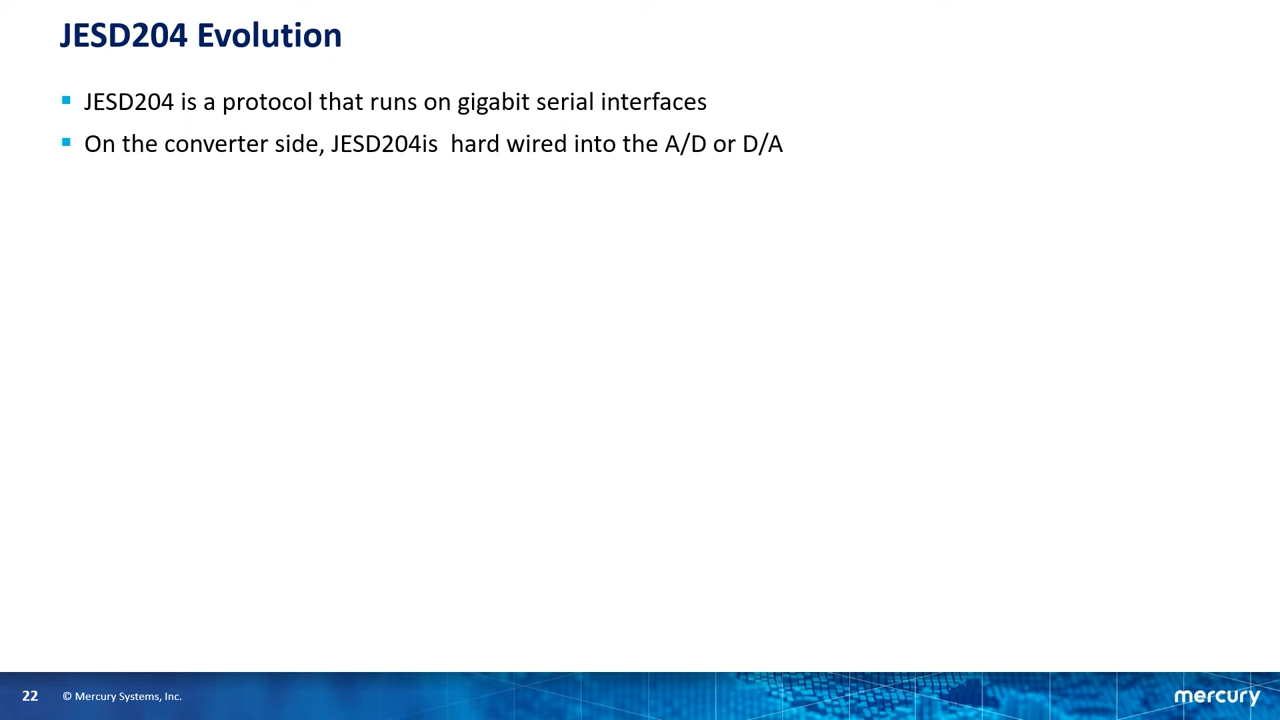 JESD204 Evolution
▪ JESD204 is a protocol that runs on gigabit serial interfaces
▪ On the converter side, JESD204is  hard wired into the A/D or D/A
22 © Mercury Systems, Inc. mercury